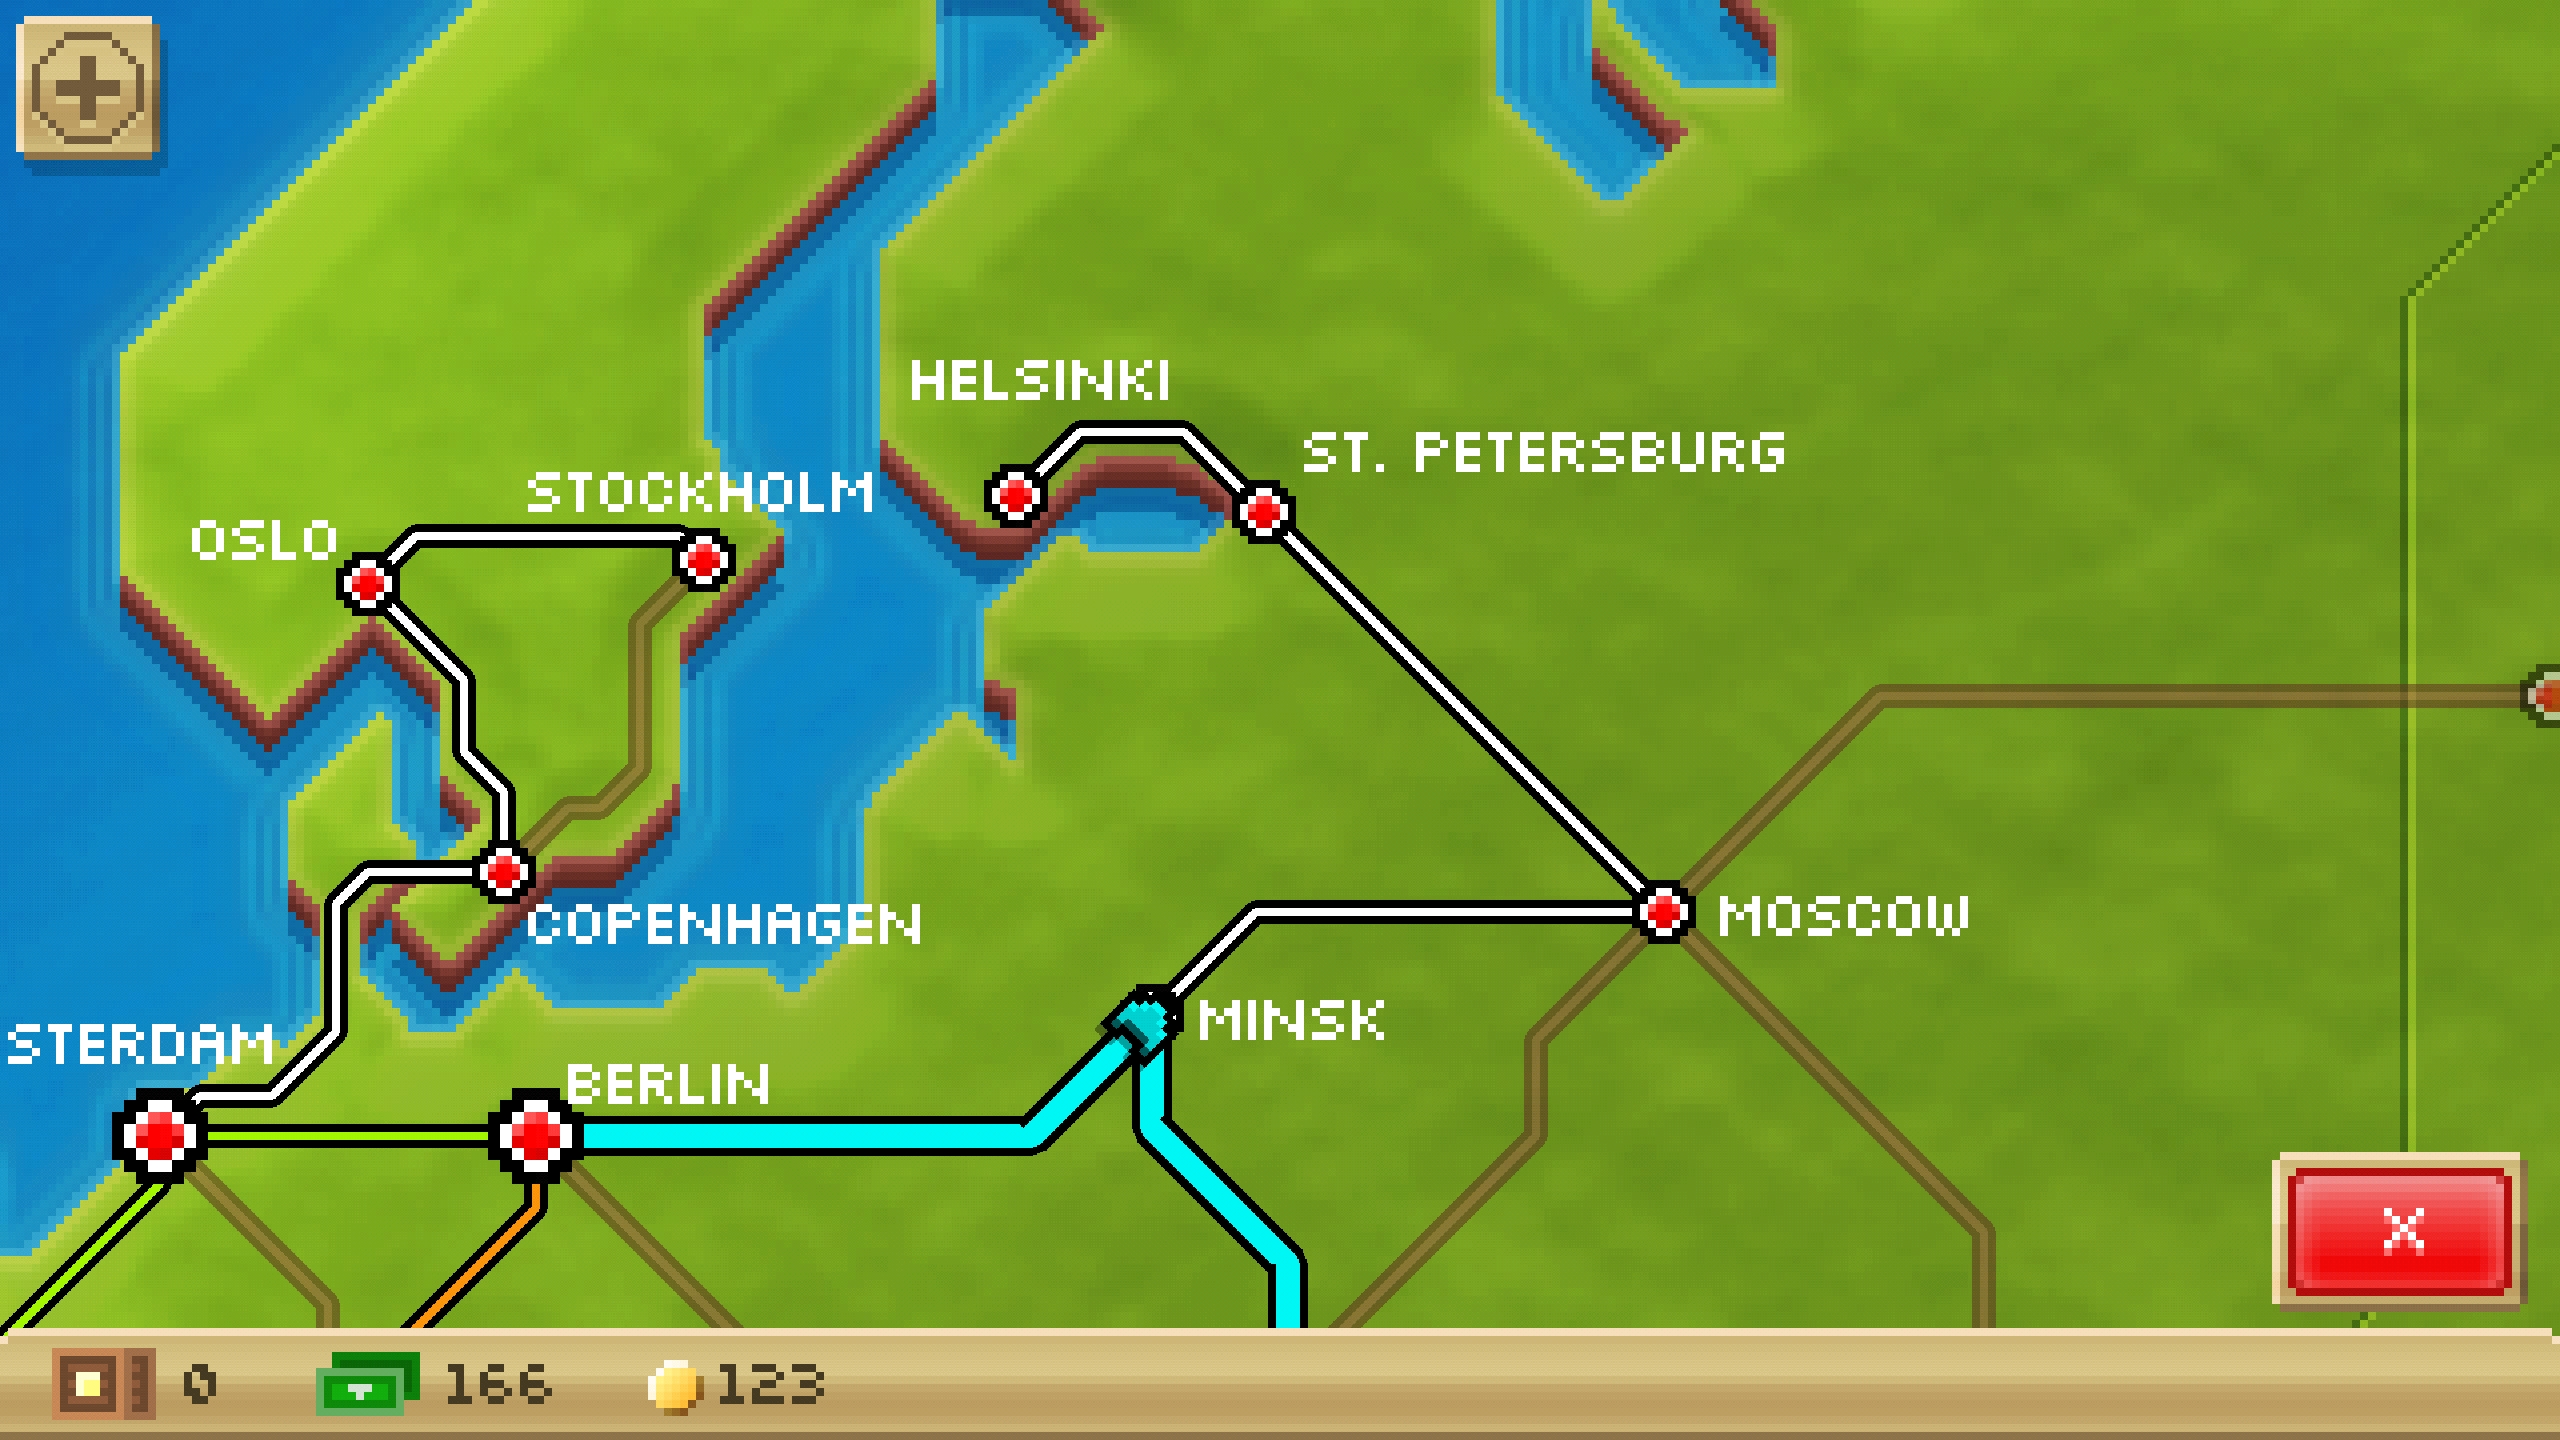 HELSINKI
ST. PETERSBURG
STOCKHOLM
OSLO
COPENHAGEN
MOSCOW
MINSK
STERDAM
BERLIN
X
0 166 123